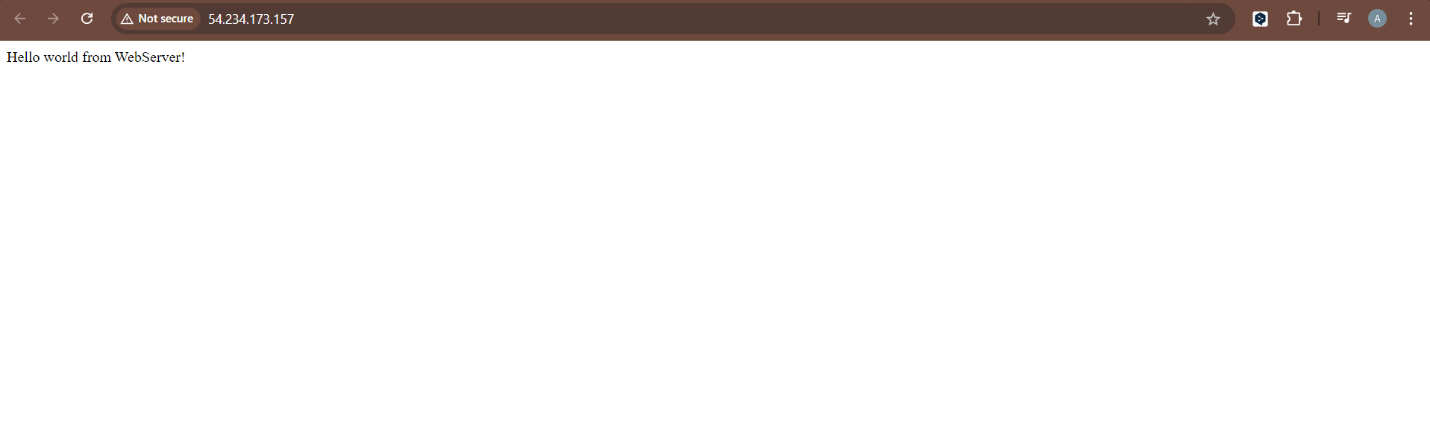 Not secure 54.234.173.157 A
Hello world from WebServer!